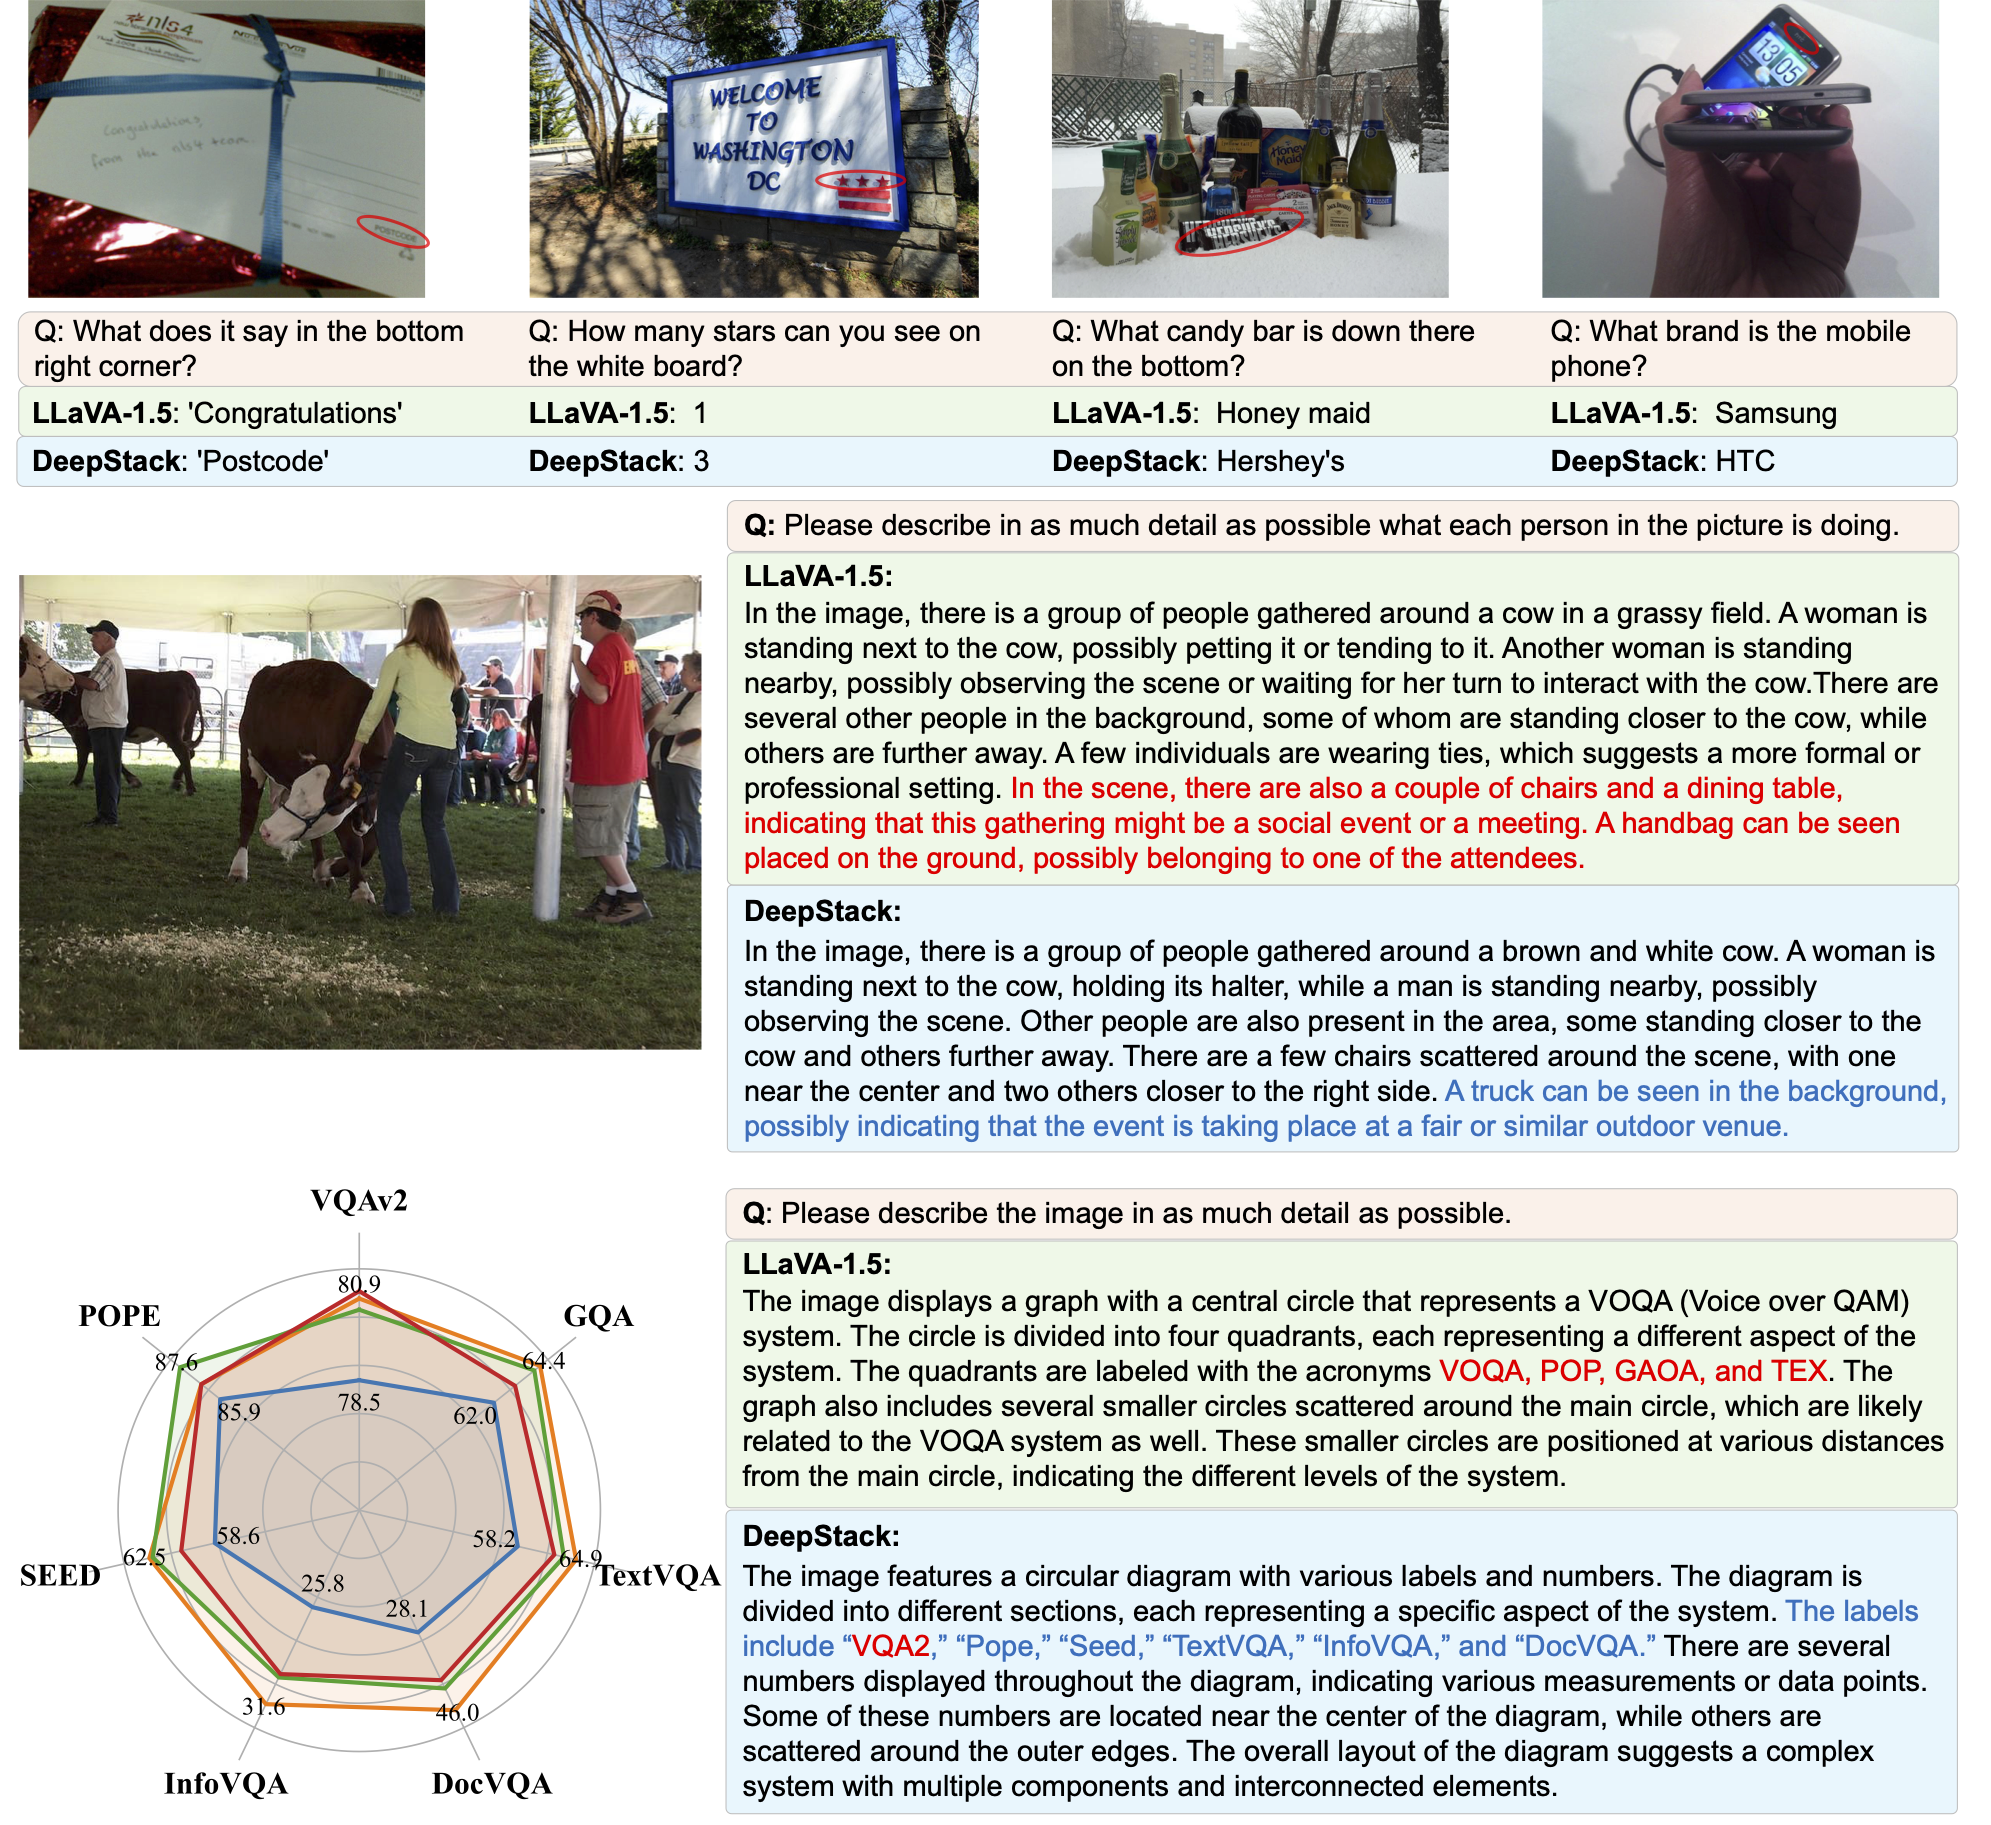 nls4
Congratulations,
from the nls4 team.
POSTCODE
WELCOME
TO
WASHINGTON
DC
Honey
Maid
1800
HERSHEY'S
13 05
Q: What does it say in the bottom
right corner?
Q: How many stars can you see on
the white board?
Q: What candy bar is down there
on the bottom?
Q: What brand is the mobile
phone?
LLaVA-1.5: 'Congratulations'
LLaVA-1.5: 1
LLaVA-1.5: Honey maid
LLaVA-1.5: Samsung
DeepStack: 'Postcode'
DeepStack: 3
DeepStack: Hershey's
DeepStack: HTC
Q: Please describe in as much detail as possible what each person in the picture is doing.
LLaVA-1.5:
In the image, there is a group of people gathered around a cow in a grassy field. A woman is
standing next to the cow, possibly petting it or tending to it. Another woman is standing
nearby, possibly observing the scene or waiting for her turn to interact with the cow.There are
several other people in the background, some of whom are standing closer to the cow, while
others are further away. A few individuals are wearing ties, which suggests a more formal or
professional setting. In the scene, there are also a couple of chairs and a dining table,
indicating that this gathering might be a social event or a meeting. A handbag can be seen
placed on the ground, possibly belonging to one of the attendees.
DeepStack:
In the image, there is a group of people gathered around a brown and white cow. A woman is
standing next to the cow, holding its halter, while a man is standing nearby, possibly
observing the scene. Other people are also present in the area, some standing closer to the
cow and others further away. There are a few chairs scattered around the scene, with one
near the center and two others closer to the right side. A truck can be seen in the background,
possibly indicating that the event is taking place at a fair or similar outdoor venue.
VQAv2
80.9
POPE
GQA
87.6
64.4
85.9
78.5
62.0
58.6
58.2
62.5
64.9
SEED
TextVQA
25.8
28.1
31.6
46.0
InfoVQA
DocVQA
Q: Please describe the image in as much detail as possible.
LLaVA-1.5:
The image displays a graph with a central circle that represents a VOQA (Voice over QAM)
system. The circle is divided into four quadrants, each representing a different aspect of the
system. The quadrants are labeled with the acronyms VOQA, POP, GAOA, and TEX. The
graph also includes several smaller circles scattered around the main circle, which are likely
related to the VOQA system as well. These smaller circles are positioned at various distances
from the main circle, indicating the different levels of the system.
DeepStack:
The image features a circular diagram with various labels and numbers. The diagram is
divided into different sections, each representing a specific aspect of the system. The labels
include “VQA2,” “Pope,” “Seed,” “TextVQA,” “InfoVQA,” and “DocVQA.” There are several
numbers displayed throughout the diagram, indicating various measurements or data points.
Some of these numbers are located near the center of the diagram, while others are
scattered around the outer edges. The overall layout of the diagram suggests a complex
system with multiple components and interconnected elements.